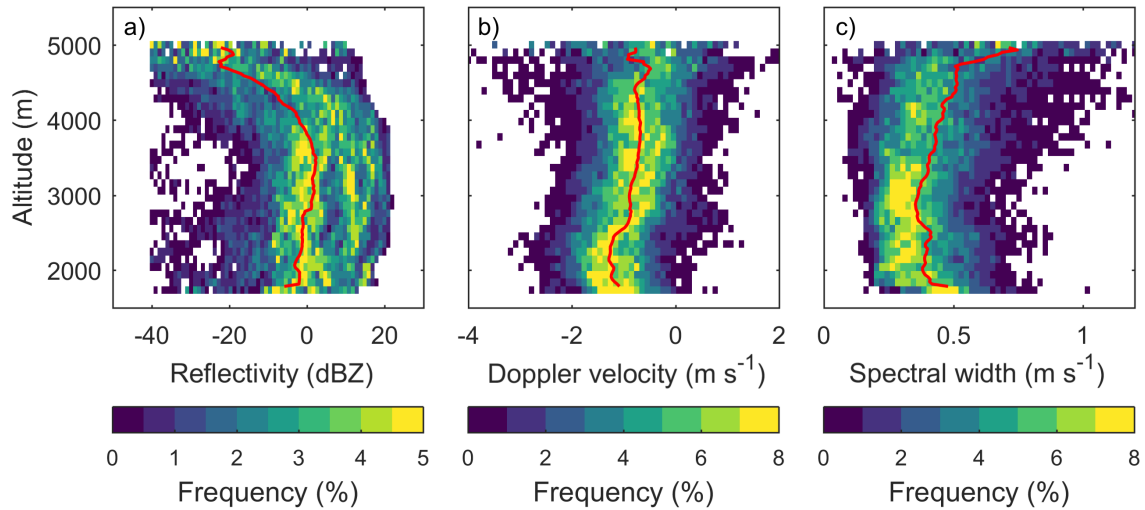 a)
b)
c)
Altitude (m)
5000
4000
3000
2000
-40 -20 0 20
-4 -2 0 2
0 0.5 1
Reflectivity (dBZ)
Doppler velocity (m s⁻¹)
Spectral width (m s⁻¹)
0 1 2 3 4 5
0 2 4 6 8
0 2 4 6 8
Frequency (%)
Frequency (%)
Frequency (%)